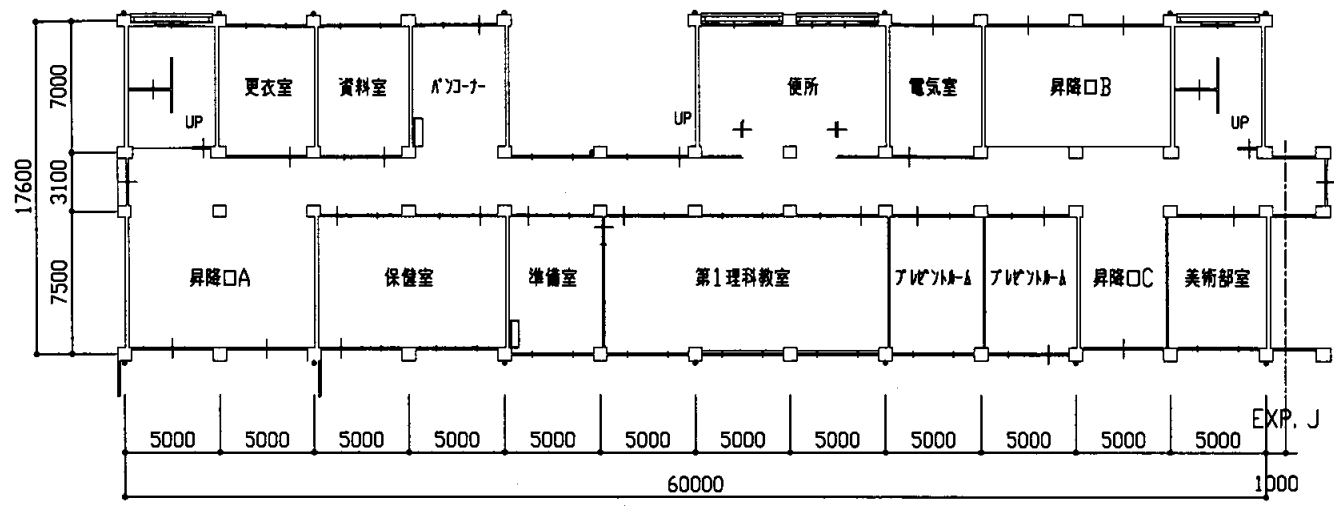 更衣室 資料室 パンコーナー 便所 電気室 昇降口B
UP UP UP
7000
3100
17600
7500
昇降口A 保健室 準備室 第1理科教室 プレゼントルーム プレゼントルーム 昇降口C 美術部室
EXP. J
5000 5000 5000 5000 5000 5000 5000 5000 5000 5000 5000 5000
60000 1000